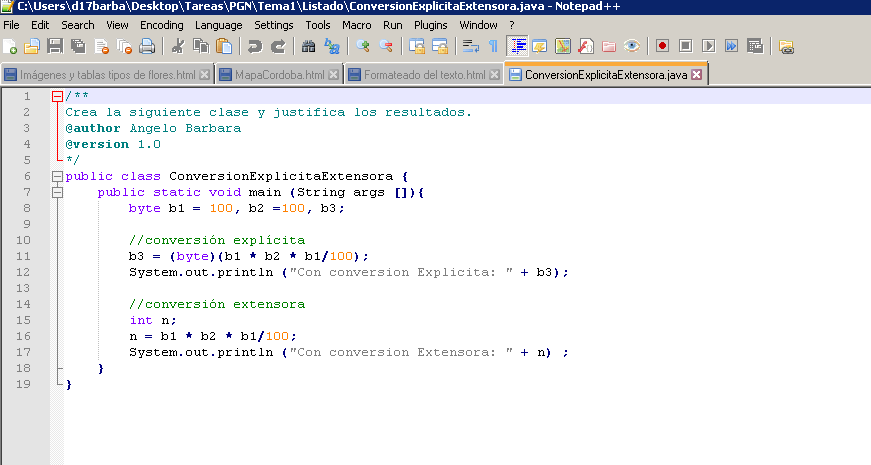 C:\Users\d17barba\Desktop\Tareas\PGN\Tema1\Listado\ConversionExplicitaExtensora.java - Notepad++
File Edit Search View Encoding Language Settings Tools Macro Run Plugins Window ?
Imágenes y tablas tipos de flores.html MapaCordoba.html Formateado del texto.html ConversionExplicitaExtensora.java
1 /**
2 Crea la siguiente clase y justifica los resultados.
3 @author Angelo Barbara
4 @version 1.0
5 */
6 public class ConversionExplicitaExtensora {
7 public static void main (String args []){
8 byte b1 = 100, b2 =100, b3;
9
10 //conversión explícita
11 b3 = (byte)(b1 * b2 * b1/100);
12 System.out.println ("Con conversion Explicita: " + b3);
13
14 //conversión extensora
15 int n;
16 n = b1 * b2 * b1/100;
17 System.out.println ("Con conversion Extensora: " + n) ;
18 }
19 }